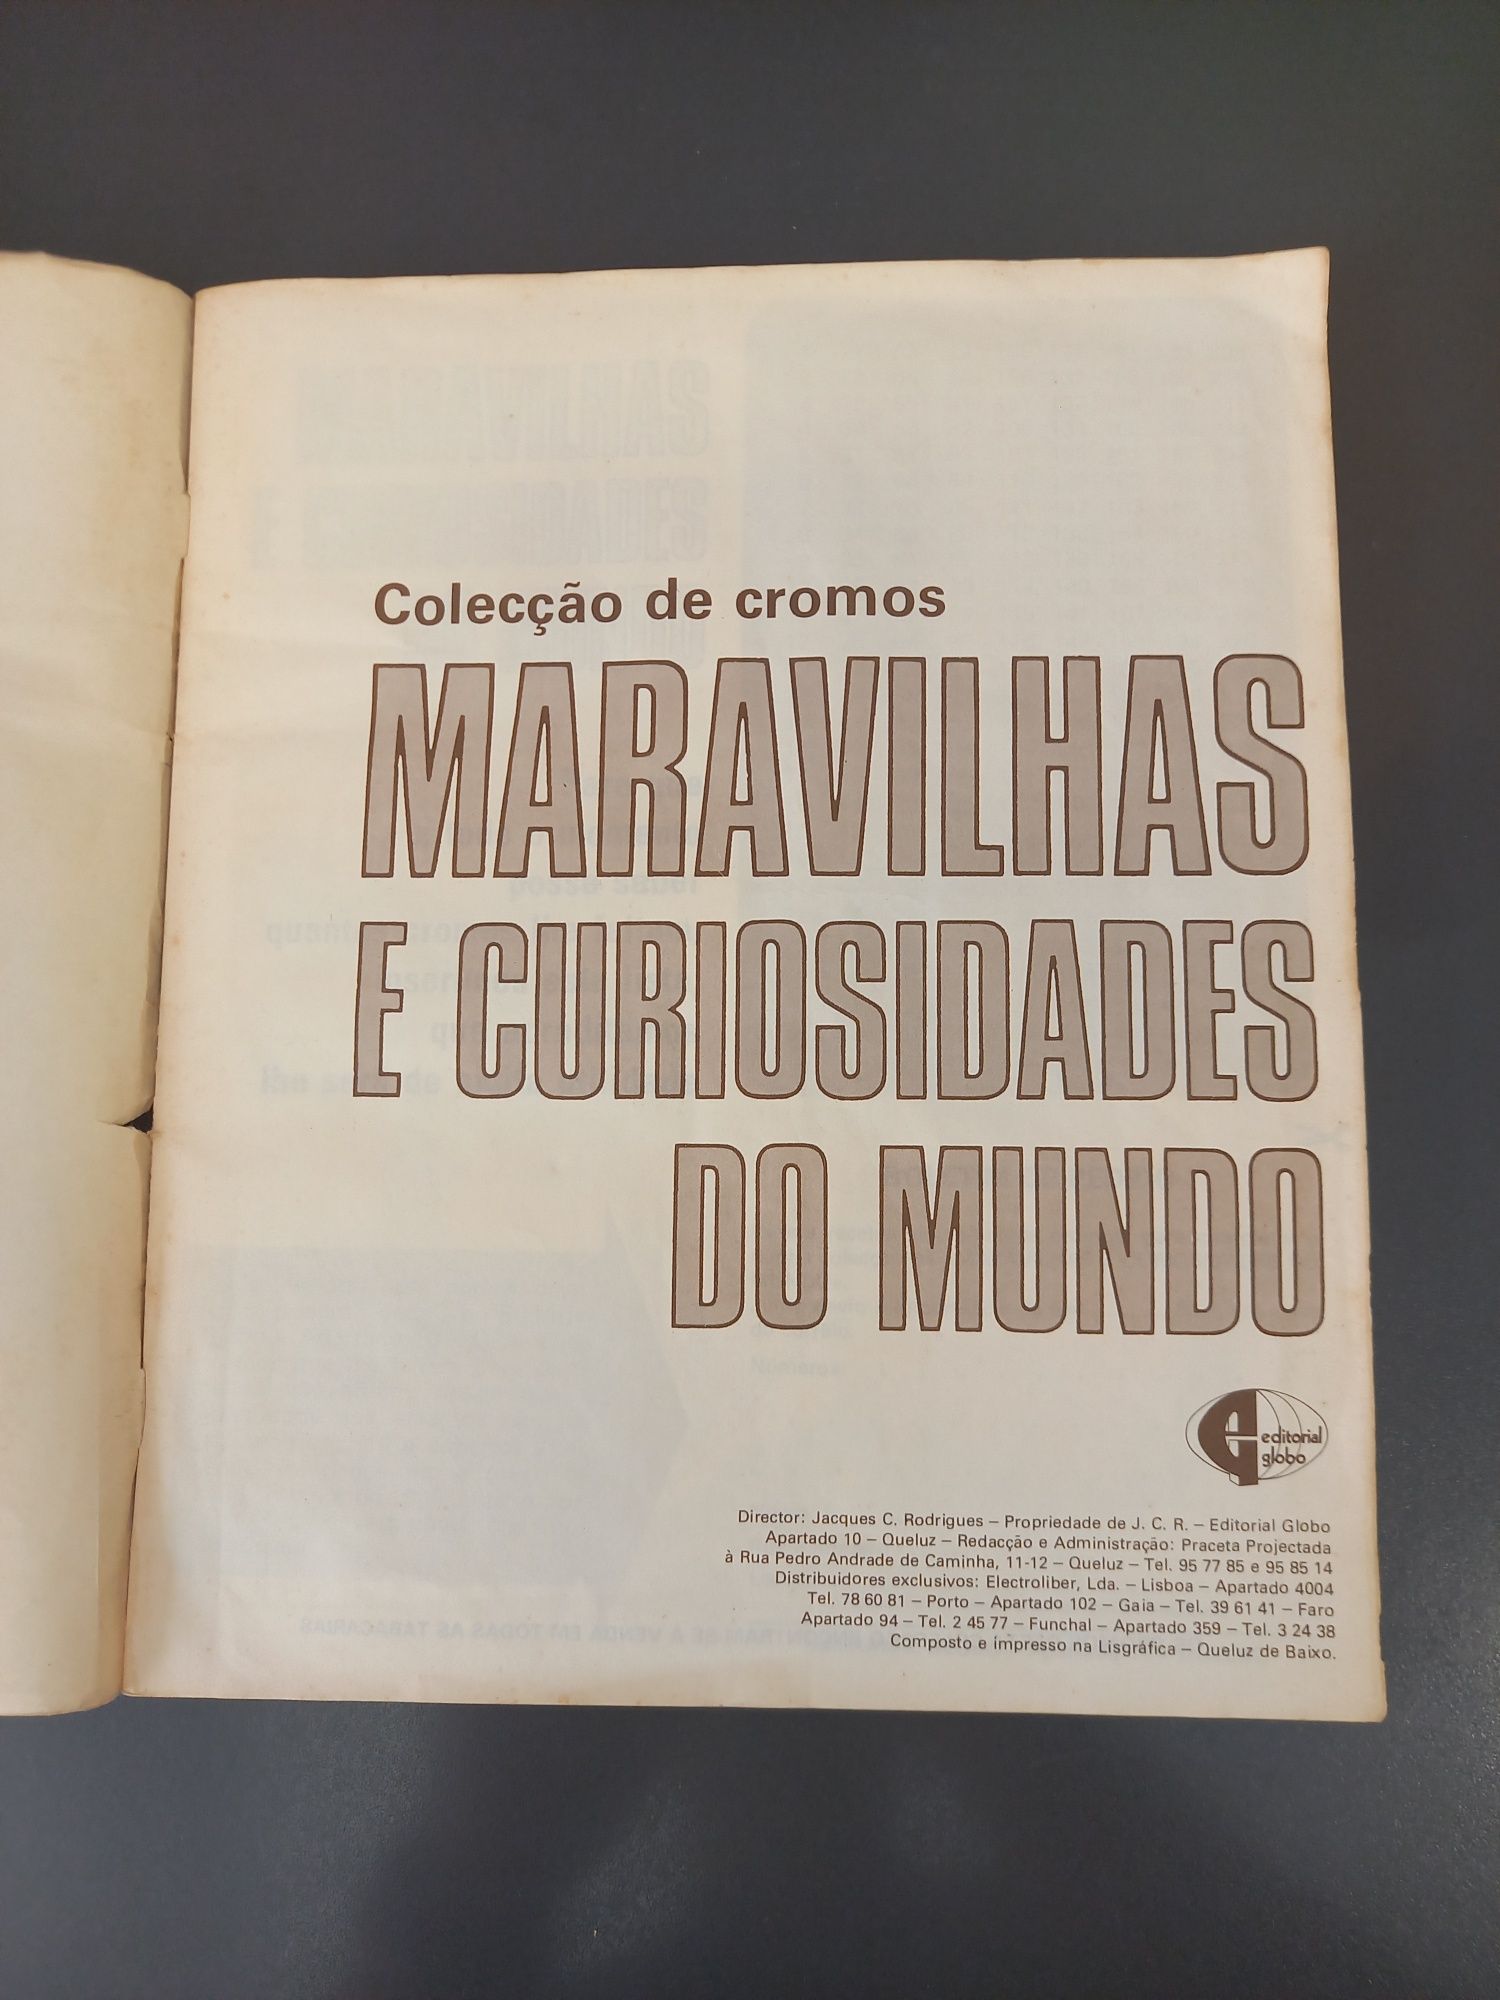 Colecção de cromos
MARAVILHAS
E CURIOSIDADES
DO MUNDO
editorial
globo
Director: Jacques C. Rodrigues – Propriedade de J. C. R. – Editorial Globo
Apartado 10 – Queluz – Redacção e Administração: Praceta Projectada
à Rua Pedro Andrade de Caminha, 11-12 – Queluz – Tel. 95 77 85 e 95 85 14
Distribuidores exclusivos: Electroliber, Lda. – Lisboa – Apartado 4004
Tel. 78 60 81 – Porto – Apartado 102 – Gaia – Tel. 39 61 41 – Faro
Apartado 94 – Tel. 2 45 77 – Funchal – Apartado 359 – Tel. 3 24 38
Composto e impresso na Lisgráfica – Queluz de Baixo.